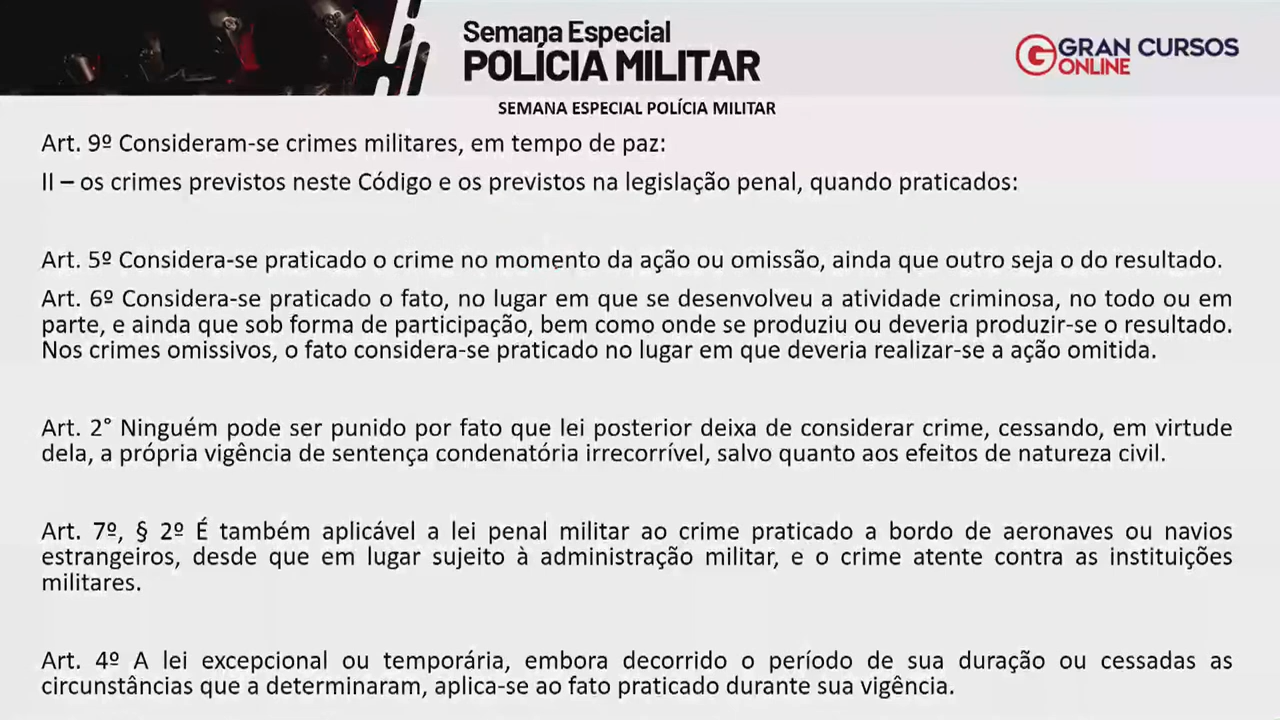 Semana Especial
POLÍCIA MILITAR
GRAN CURSOS
ONLINE
SEMANA ESPECIAL POLÍCIA MILITAR
Art. 9º Consideram-se crimes militares, em tempo de paz:
II – os crimes previstos neste Código e os previstos na legislação penal, quando praticados:
Art. 5º Considera-se praticado o crime no momento da ação ou omissão, ainda que outro seja o do resultado.
Art. 6º Considera-se praticado o fato, no lugar em que se desenvolveu a atividade criminosa, no todo ou em
parte, e ainda que sob forma de participação, bem como onde se produziu ou deveria produzir-se o resultado.
Nos crimes omissivos, o fato considera-se praticado no lugar em que deveria realizar-se a ação omitida.
Art. 2° Ninguém pode ser punido por fato que lei posterior deixa de considerar crime, cessando, em virtude
dela, a própria vigência de sentença condenatória irrecorrível, salvo quanto aos efeitos de natureza civil.
Art. 7º, § 2º É também aplicável a lei penal militar ao crime praticado a bordo de aeronaves ou navios
estrangeiros, desde que em lugar sujeito à administração militar, e o crime atente contra as instituições
militares.
Art. 4º A lei excepcional ou temporária, embora decorrido o período de sua duração ou cessadas as
circunstâncias que a determinaram, aplica-se ao fato praticado durante sua vigência.